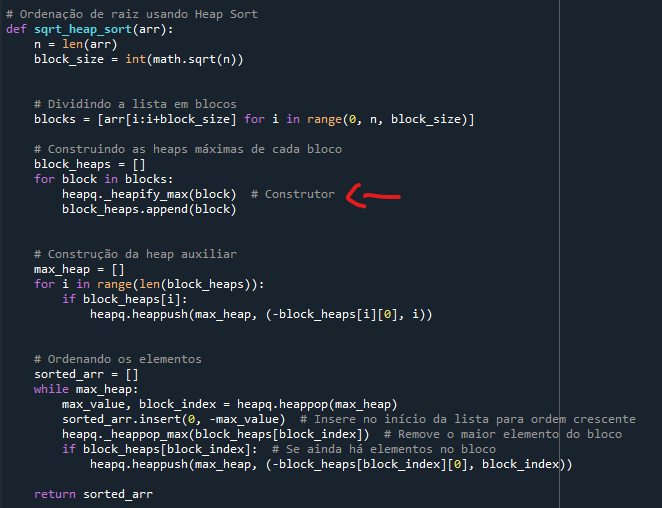 # Ordenação de raiz usando Heap Sort
def sqrt_heap_sort(arr):
    n = len(arr)
    block_size = int(math.sqrt(n))
    # Dividindo a lista em blocos
    blocks = [arr[i:i+block_size] for i in range(0, n, block_size)]
    # Construindo as heaps máximas de cada bloco
    block_heaps = []
    for block in blocks:
        heapq._heapify_max(block)  # Construtor
        block_heaps.append(block)
    # Construção da heap auxiliar
    max_heap = []
    for i in range(len(block_heaps)):
        if block_heaps[i]:
            heapq.heappush(max_heap, (-block_heaps[i][0], i))
    # Ordenando os elementos
    sorted_arr = []
    while max_heap:
        max_value, block_index = heapq.heappop(max_heap)
        sorted_arr.insert(0, -max_value)  # Insere no início da lista para ordem crescente
        heapq._heappop_max(block_heaps[block_index])  # Remove o maior elemento do bloco
        if block_heaps[block_index]:  # Se ainda há elementos no bloco
            heapq.heappush(max_heap, (-block_heaps[block_index][0], block_index))
    return sorted_arr